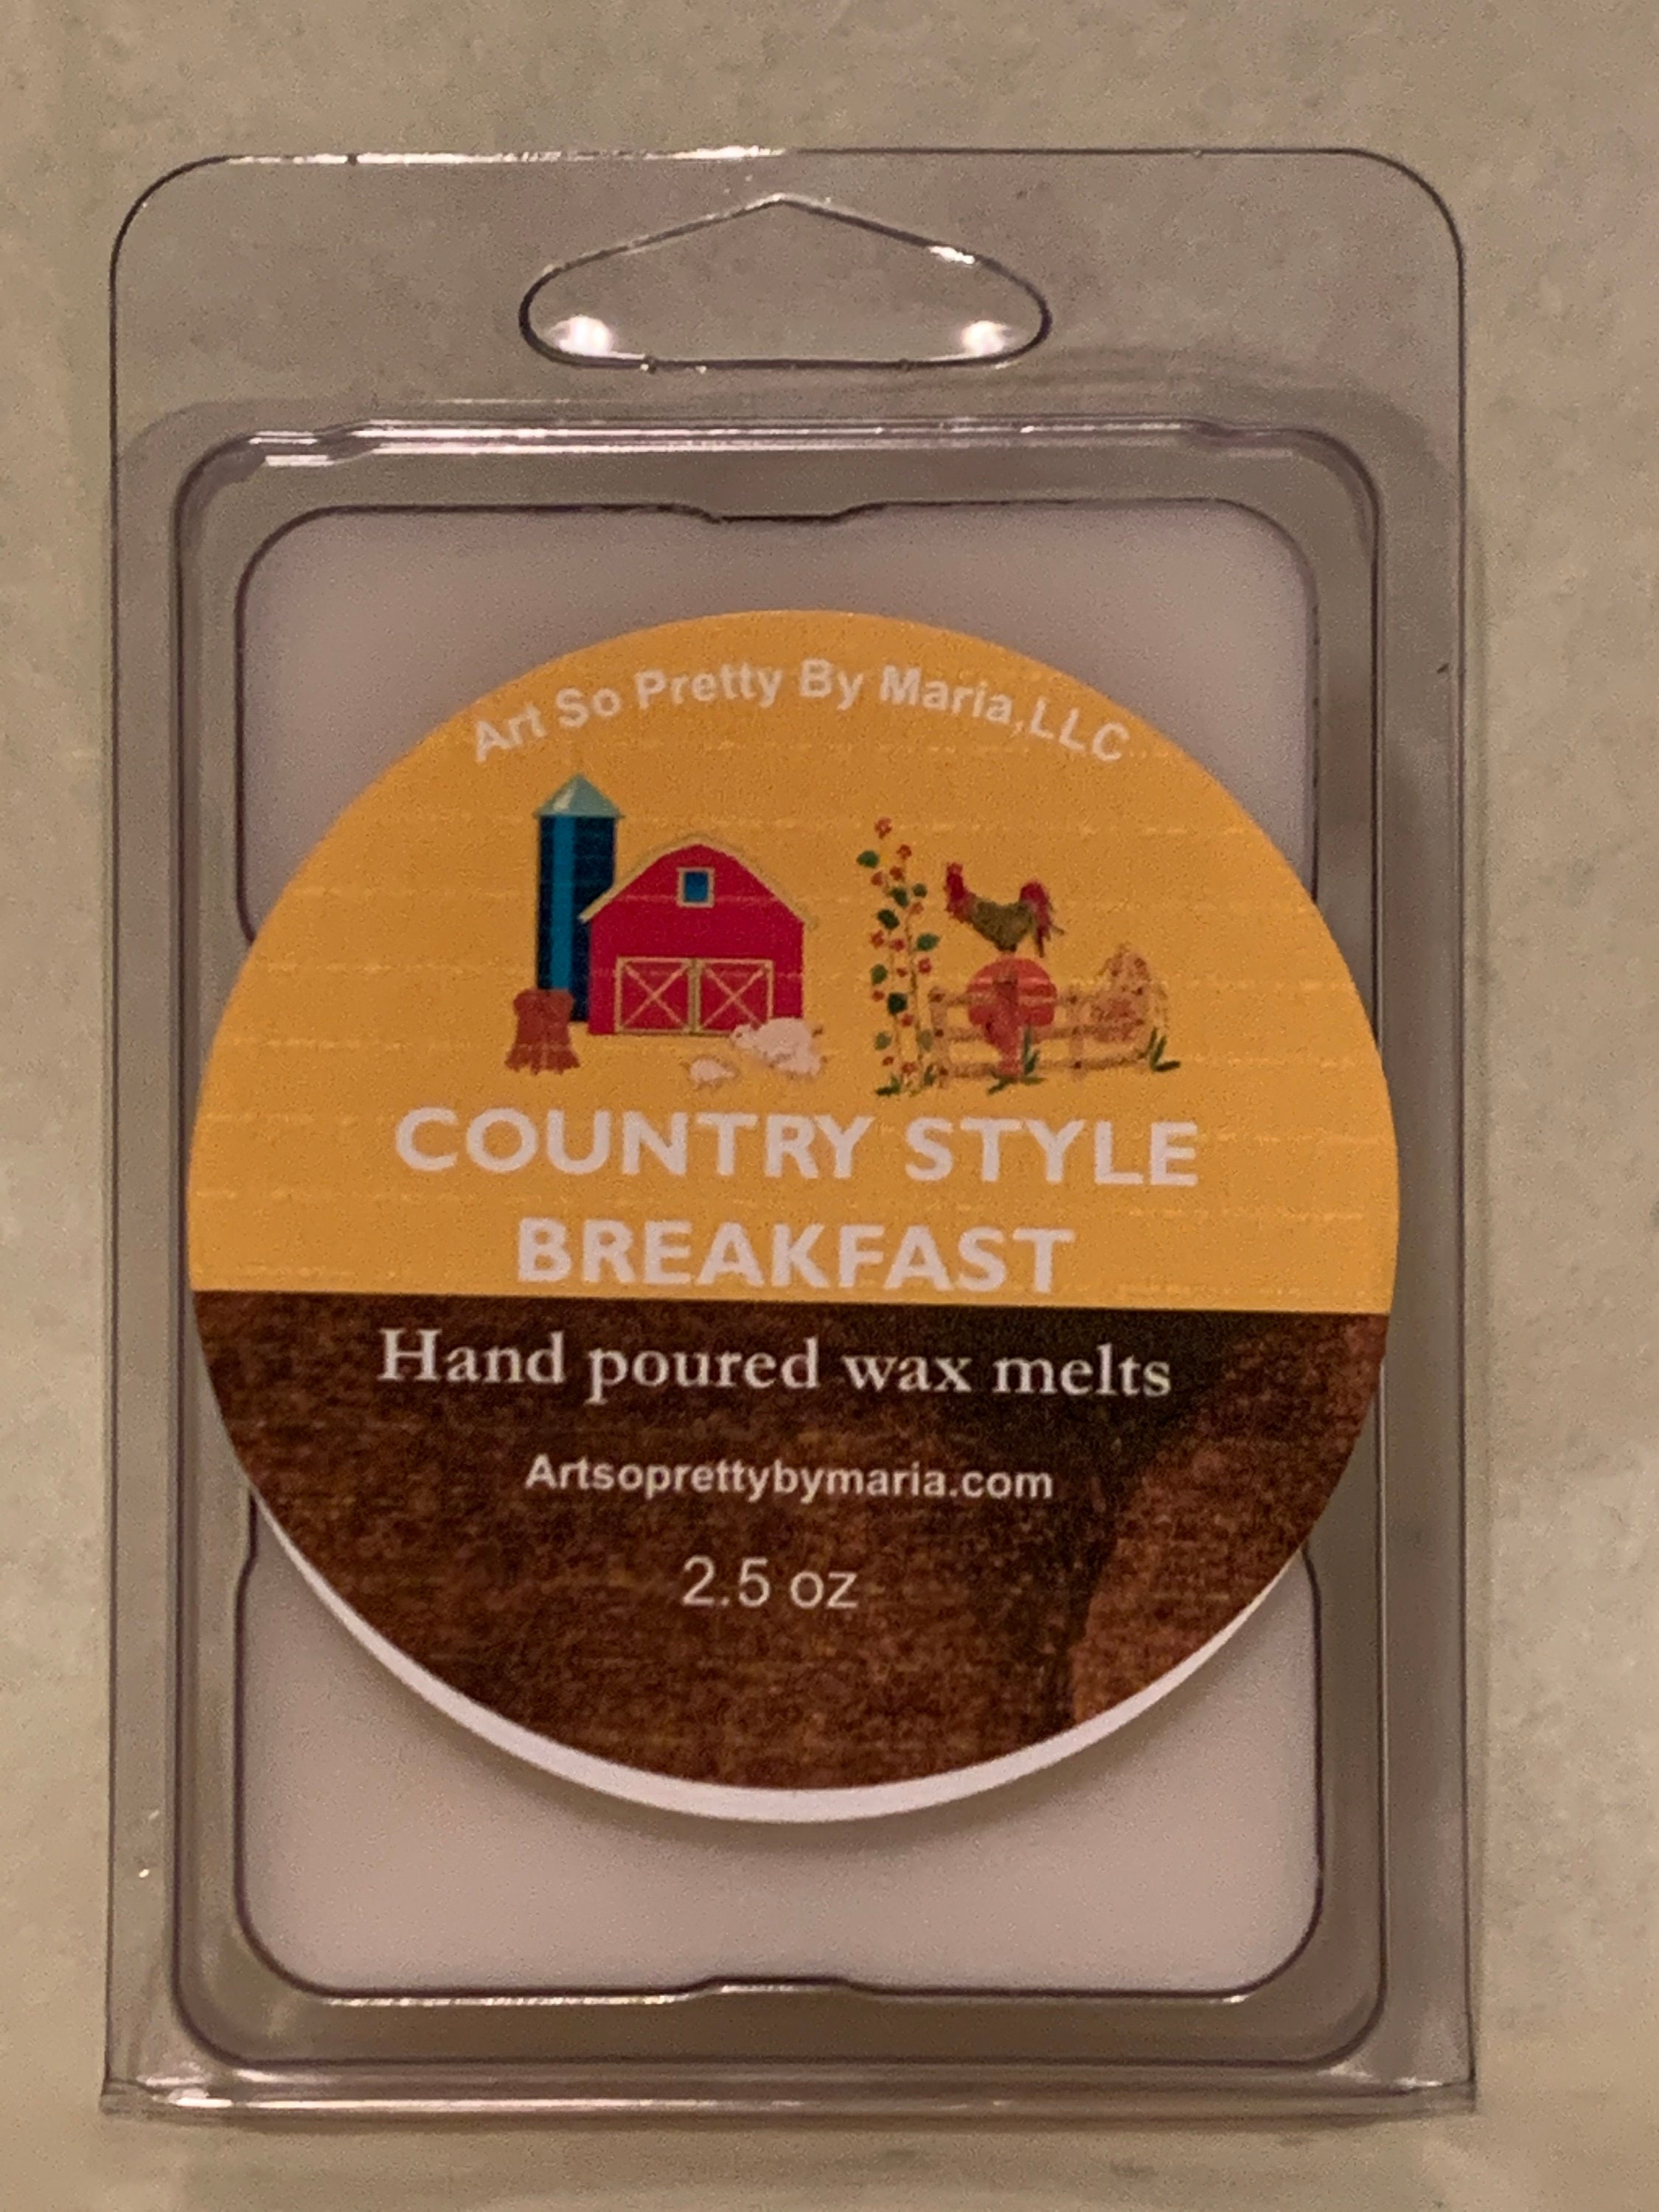 Art So Pretty By Maria,LLC
COUNTRY STYLE
BREAKFAST
Hand poured wax melts
Artsoprettybymaria.com
2.5 oz